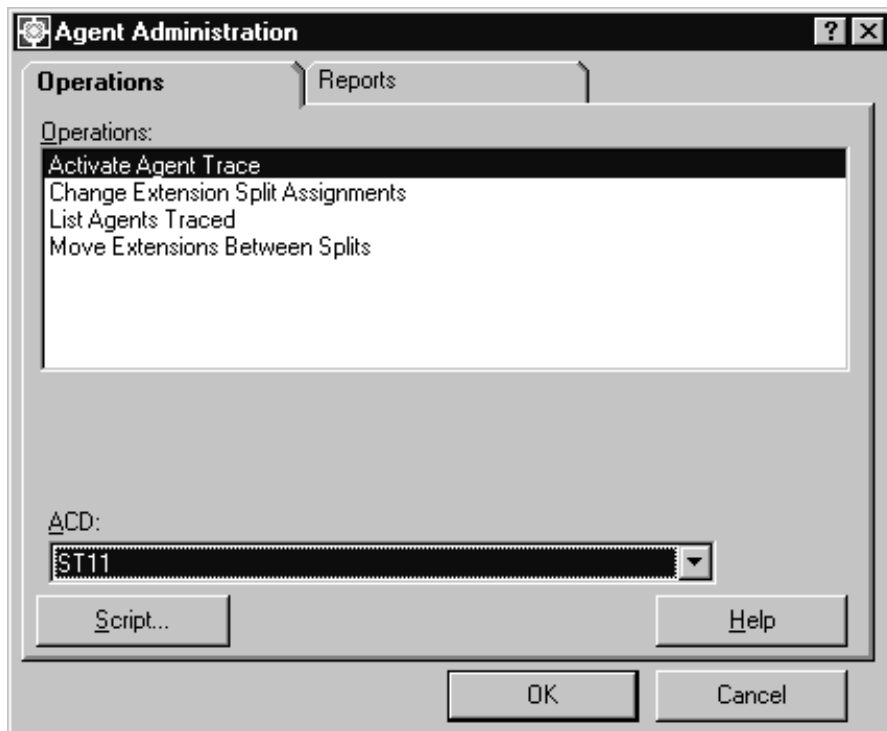 Agent Administration
Operations Reports
Operations:
Activate Agent Trace
Change Extension Split Assignments
List Agents Traced
Move Extensions Between Splits
ACD:
ST11
Script... Help
OK Cancel